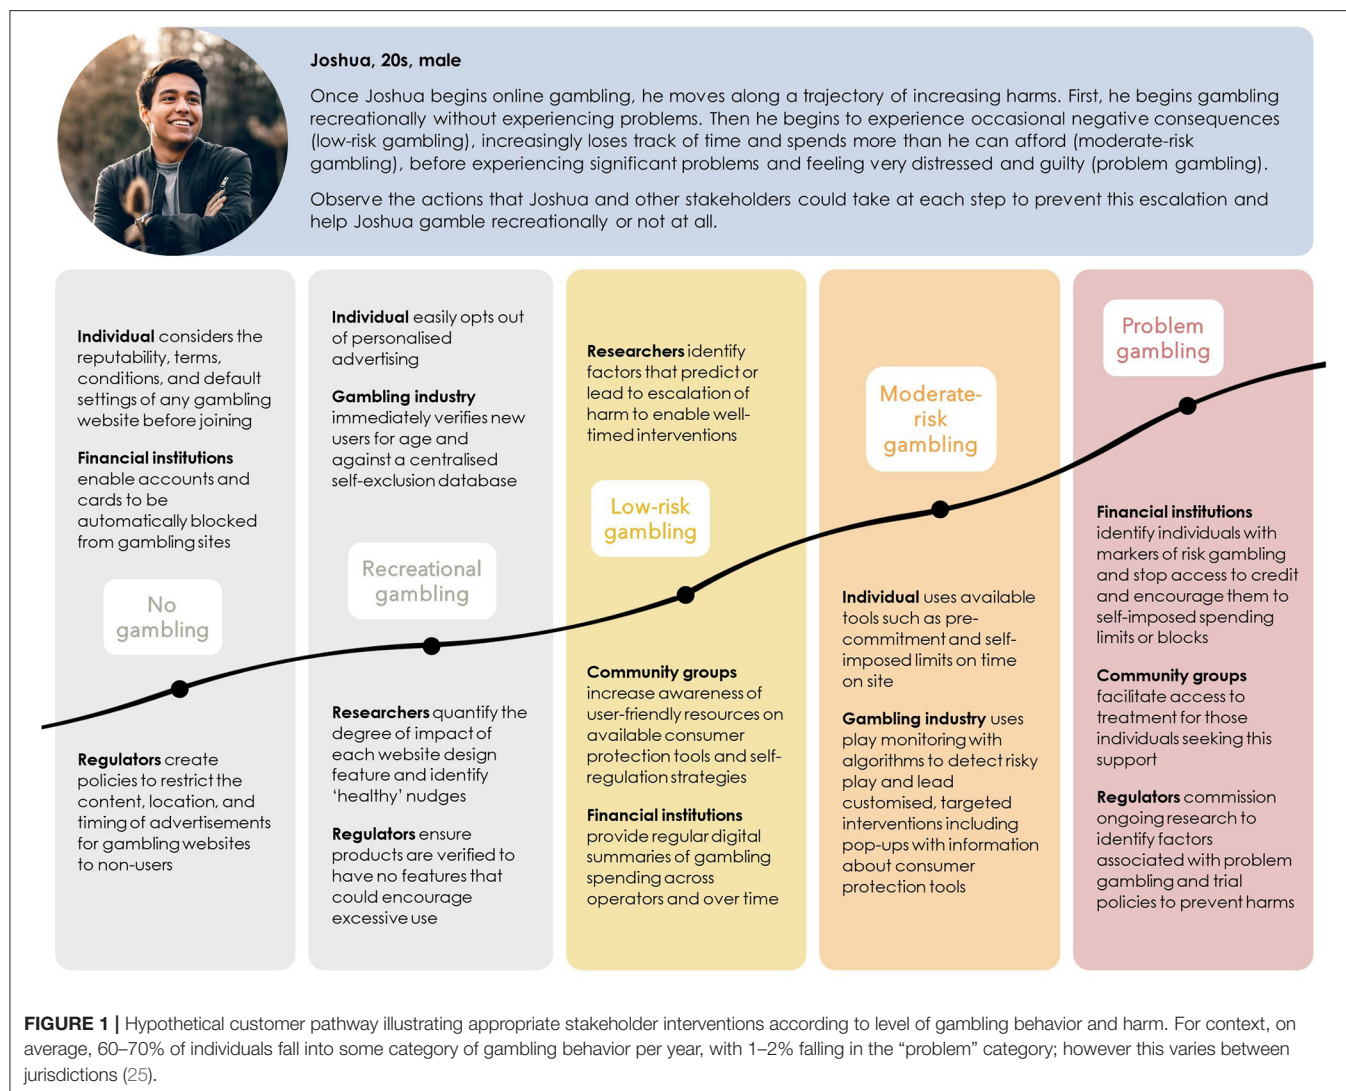 Joshua, 20s, male
Once Joshua begins online gambling, he moves along a trajectory of increasing harms. First, he begins gambling
recreationally without experiencing problems. Then he begins to experience occasional negative consequences
(low-risk gambling), increasingly loses track of time and spends more than he can afford (moderate-risk
gambling), before experiencing significant problems and feeling very distressed and guilty (problem gambling).
Observe the actions that Joshua and other stakeholders could take at each step to prevent this escalation and
help Joshua gamble recreationally or not at all.
Individual considers the
reputability, terms,
conditions, and default
settings of any gambling
website before joining
Financial institutions
enable accounts and
cards to be
automatically blocked
from gambling sites
No
gambling
Regulators create
policies to restrict the
content, location, and
timing of advertisements
for gambling websites
to non-users
Individual easily opts out
of personalised
advertising
Gambling industry
immediately verifies new
users for age and
against a centralised
self-exclusion database
Recreational
gambling
Researchers quantify the
degree of impact of
each website design
feature and identify
‘healthy’ nudges
Regulators ensure
products are verified to
have no features that
could encourage
excessive use
Researchers identify
factors that predict or
lead to escalation of
harm to enable well-
timed interventions
Low-risk
gambling
Community groups
increase awareness of
user-friendly resources on
available consumer
protection tools and self-
regulation strategies
Financial institutions
provide regular digital
summaries of gambling
spending across
operators and over time
Moderate-
risk
gambling
Individual uses available
tools such as pre-
commitment and self-
imposed limits on time
on site
Gambling industry uses
play monitoring with
algorithms to detect risky
play and lead
customised, targeted
interventions including
pop-ups with information
about consumer
protection tools
Problem
gambling
Financial institutions
identify individuals with
markers of risk gambling
and stop access to credit
and encourage them to
self-imposed spending
limits or blocks
Community groups
facilitate access to
treatment for those
individuals seeking this
support
Regulators commission
ongoing research to
identify factors
associated with problem
gambling and trial
policies to prevent harms
FIGURE 1 | Hypothetical customer pathway illustrating appropriate stakeholder interventions according to level of gambling behavior and harm. For context, on
average, 60–70% of individuals fall into some category of gambling behavior per year, with 1–2% falling in the “problem” category; however this varies between
jurisdictions (25).